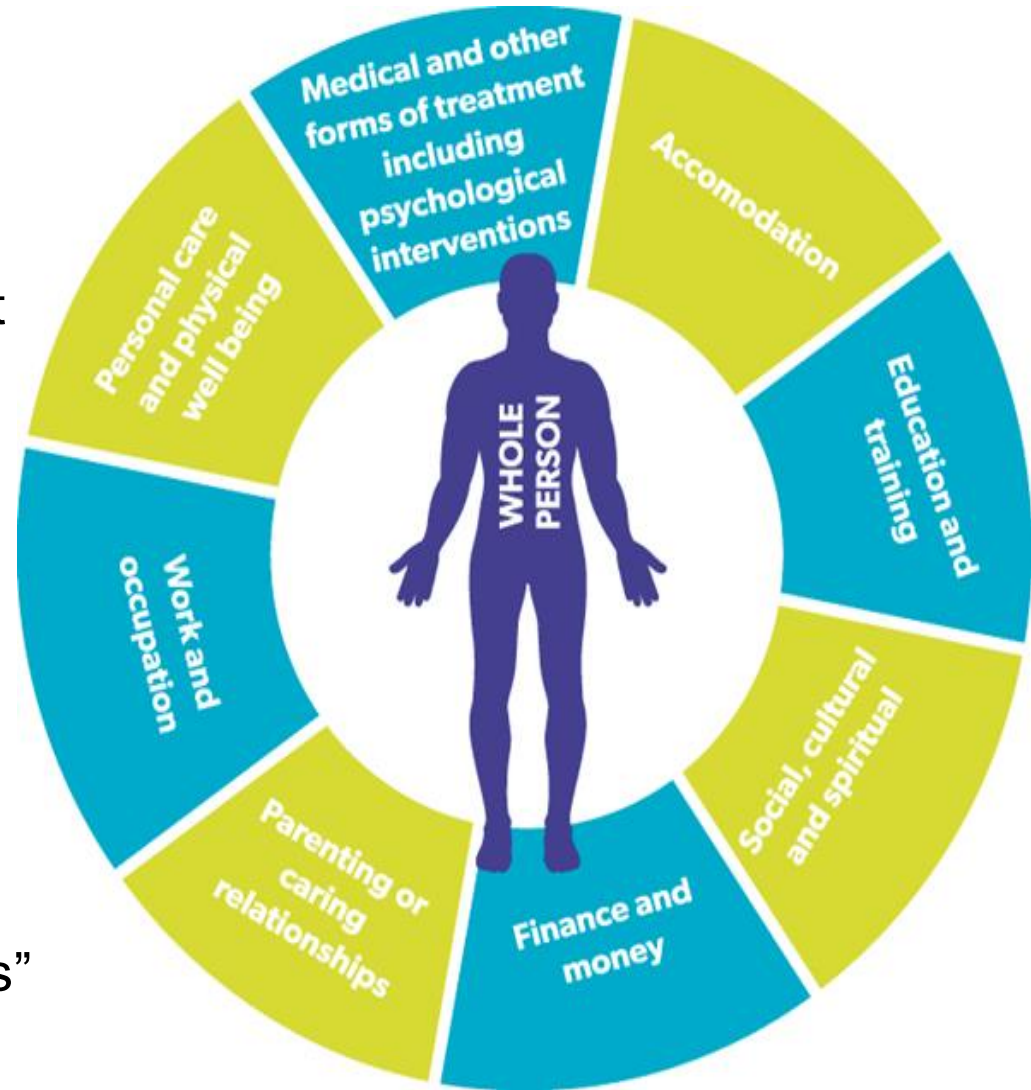 Medical and other
forms of treatment
including
psychological
interventions
Accomodation
Education and
training
Social, cultural
and spiritual
Finance and
money
Parenting or
caring
relationships
Work and
occupation
Personal care
and physical
well being
WHOLE
PERSON
t
s”